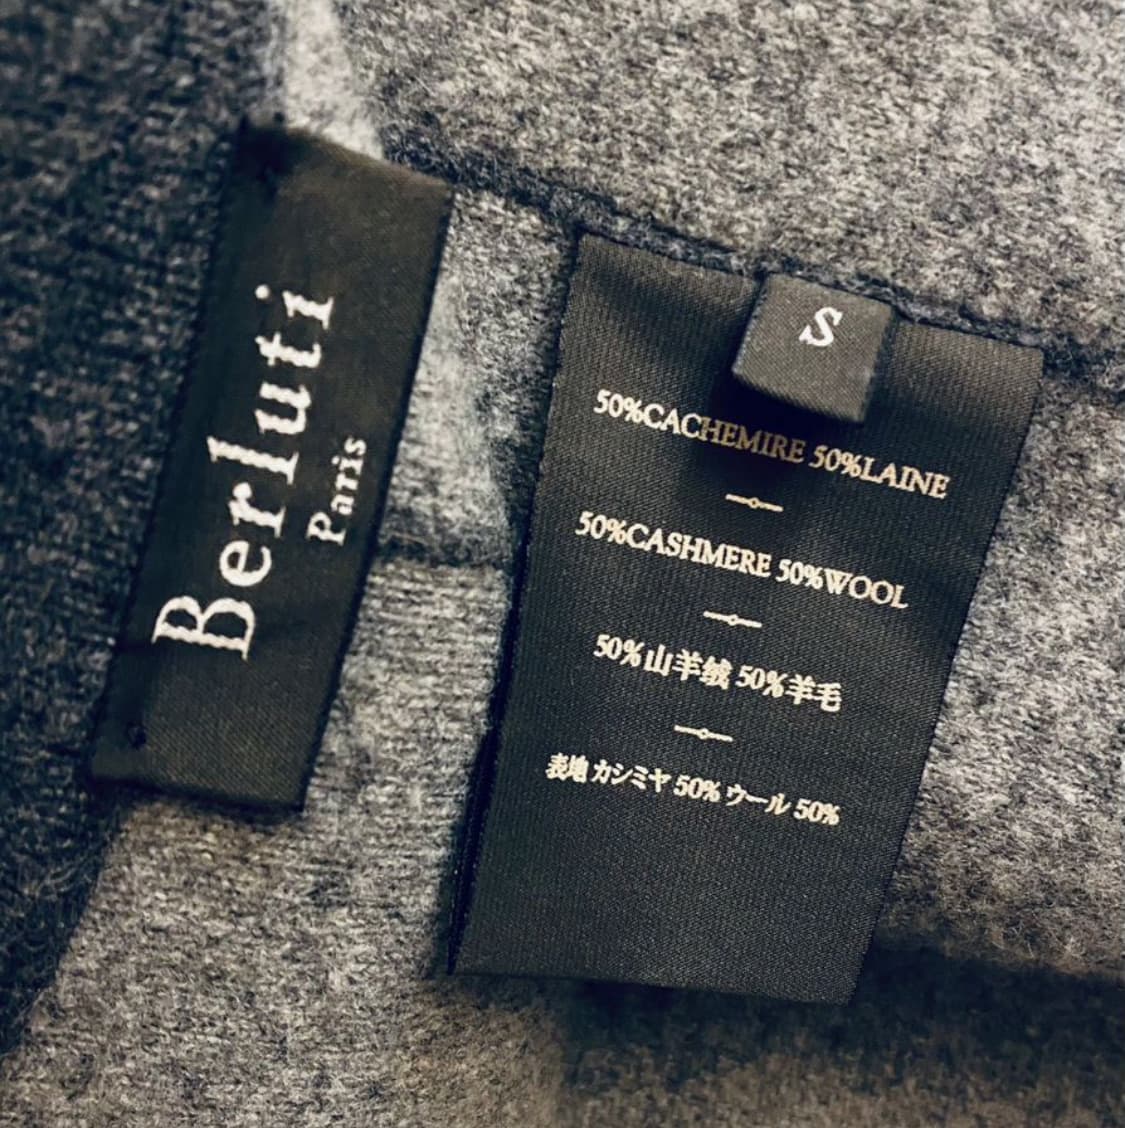 Berluti
Paris
S
50%CACHEMIRE 50%LAINE
50%CASHMERE 50%WOOL
50%山羊绒 50%羊毛
表地 カシミヤ 50% ウール 50%